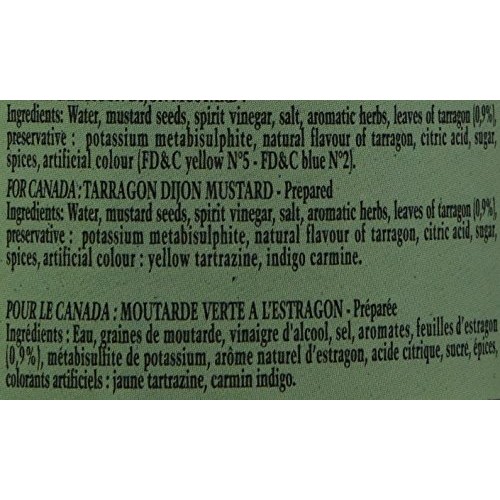 Ingredients: Water, mustard seeds, spirit vinegar, salt, aromatic herbs, leaves of tarragon (0,9%),
preservative : potassium metabisulphite, natural flavour of tarragon, citric acid, sugar,
spices, artificial colour (FD&C yellow N°5 - FD&C blue N°2).
FOR CANADA : TARRAGON DIJON MUSTARD - Prepared
Ingredients: Water, mustard seeds, spirit vinegar, salt, aromatic herbs, leaves of tarragon (0,9%),
preservative : potassium metabisulphite, natural flavour of tarragon, citric acid, sugar,
spices, artificial colour : yellow tartrazine, indigo carmine.
POUR LE CANADA : MOUTARDE VERTE A L'ESTRAGON - Préparée
Ingrédients : Eau, graines de moutarde, vinaigre d'alcool, sel, aromates, feuilles d'estragon
(0,9%), métabisulfite de potassium, arôme naturel d'estragon, acide citrique, sucre, épices,
colorants artificiels : jaune tartrazine, carmin indigo.